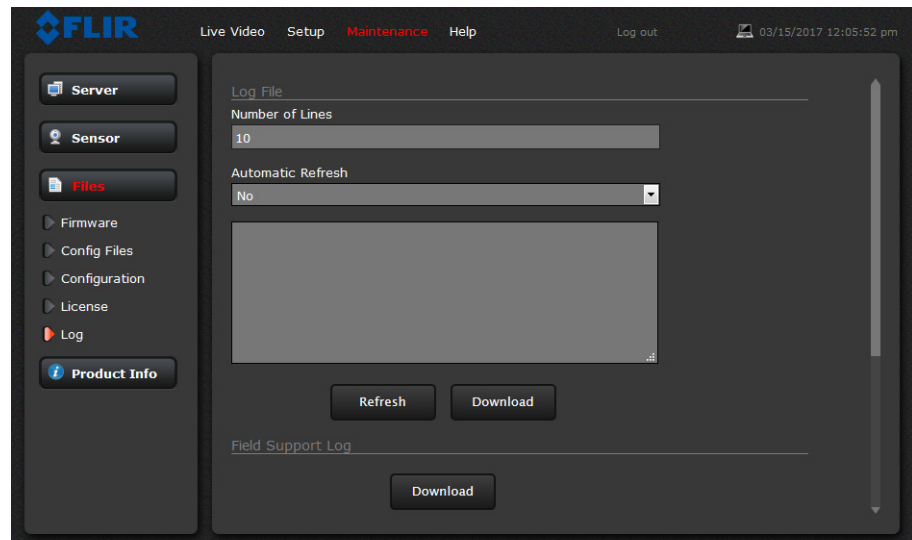 FLIR
Live Video Setup Maintenance Help Log out 03/15/2017 12:05:52 pm
Server
Sensor
Files
Firmware
Config Files
Configuration
License
Log
Product Info
Log File
Number of Lines
10
Automatic Refresh
No
Refresh Download
Field Support Log
Download